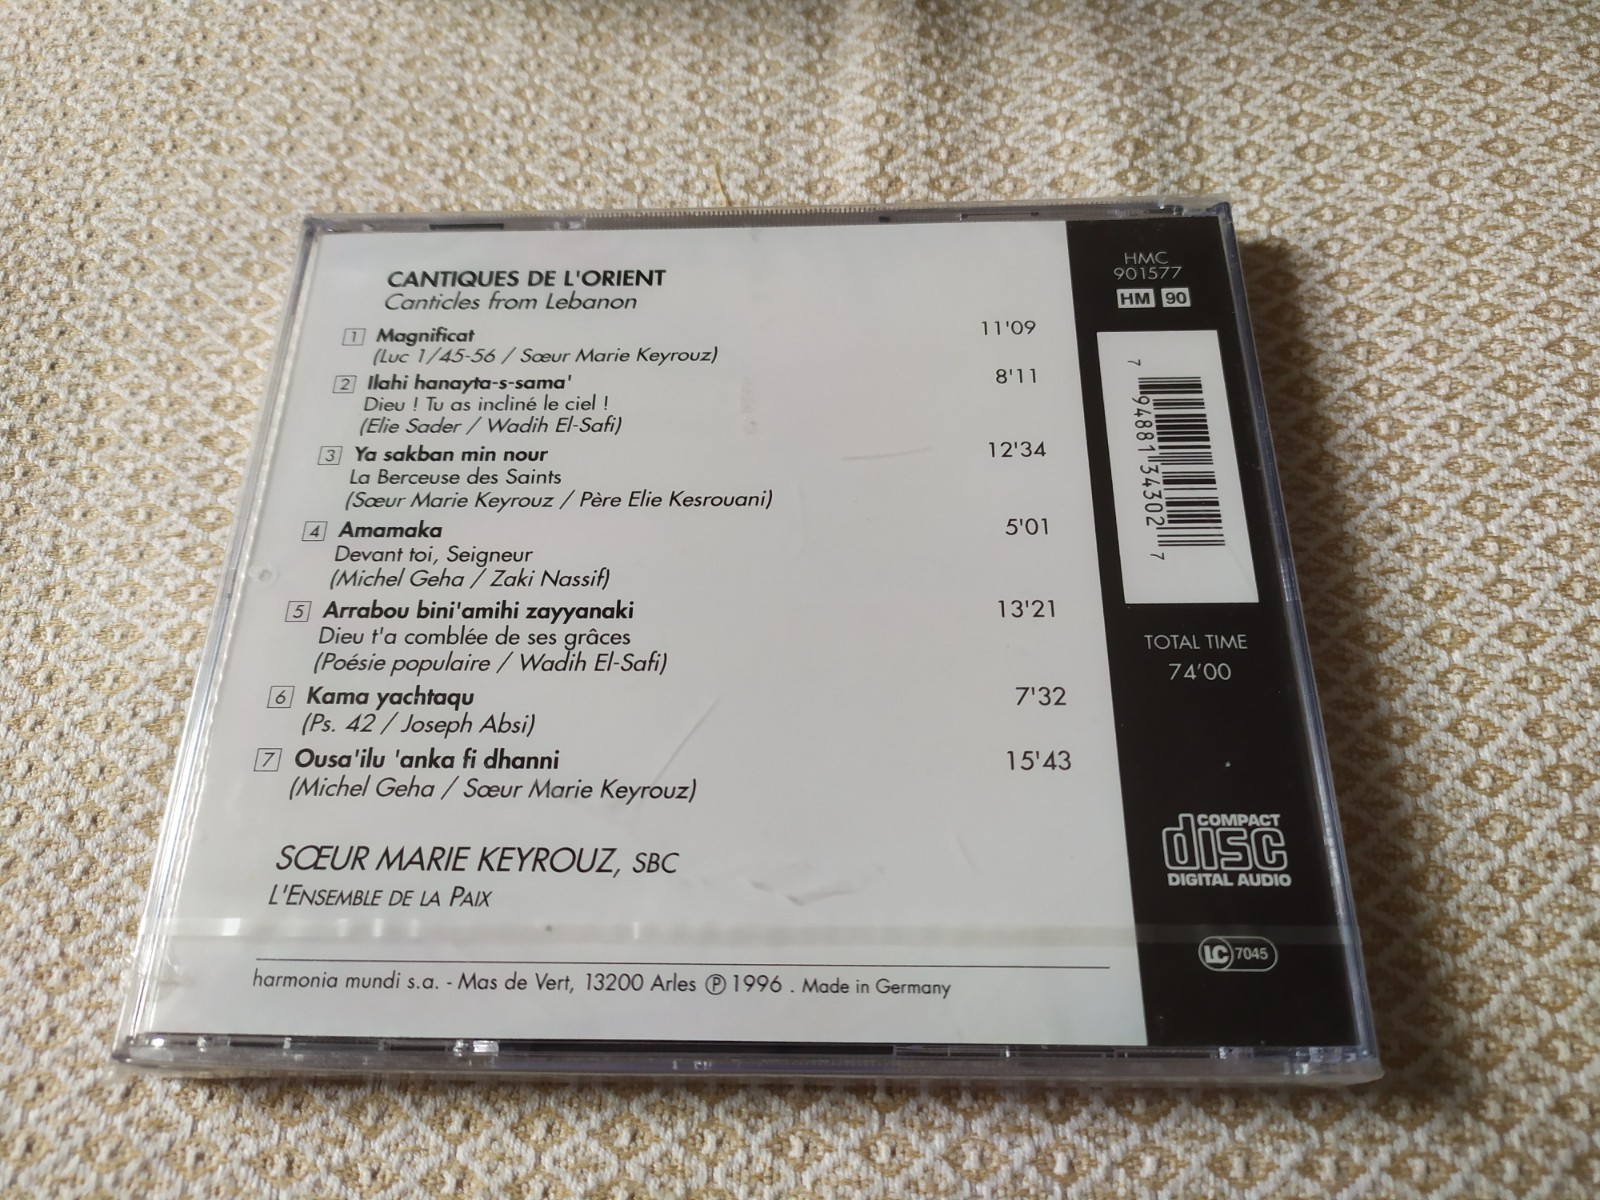 CANTIQUES DE L'ORIENT
Canticles from Lebanon
1 Magnificat 11'09
(Luc 1/45-56 / Sœur Marie Keyrouz)
2 Ilahi hanayta-s-sama' 8'11
Dieu ! Tu as incliné le ciel !
(Elie Sader / Wadih El-Safi)
3 Ya sakban min nour 12'34
La Berceuse des Saints
(Sœur Marie Keyrouz / Père Elie Kesrouani)
4 Amamaka 5'01
Devant toi, Seigneur
(Michel Geha / Zaki Nassif)
5 Arrabou bini'amihi zayyanaki 13'21
Dieu t'a comblée de ses grâces
(Poésie populaire / Wadih El-Safi)
6 Kama yachtaqu 7'32
(Ps. 42 / Joseph Absi)
7 Ousa'ilu 'anka fi dhanni 15'43
(Michel Geha / Sœur Marie Keyrouz)
SŒUR MARIE KEYROUZ, SBC
L'ENSEMBLE DE LA PAIX
harmonia mundi s.a. - Mas de Vert, 13200 Arles ℗ 1996 . Made in Germany
HMC
901577
HM 90
7 94881 34302 7
TOTAL TIME
74'00
COMPACT
disc
DIGITAL AUDIO
LC 7045